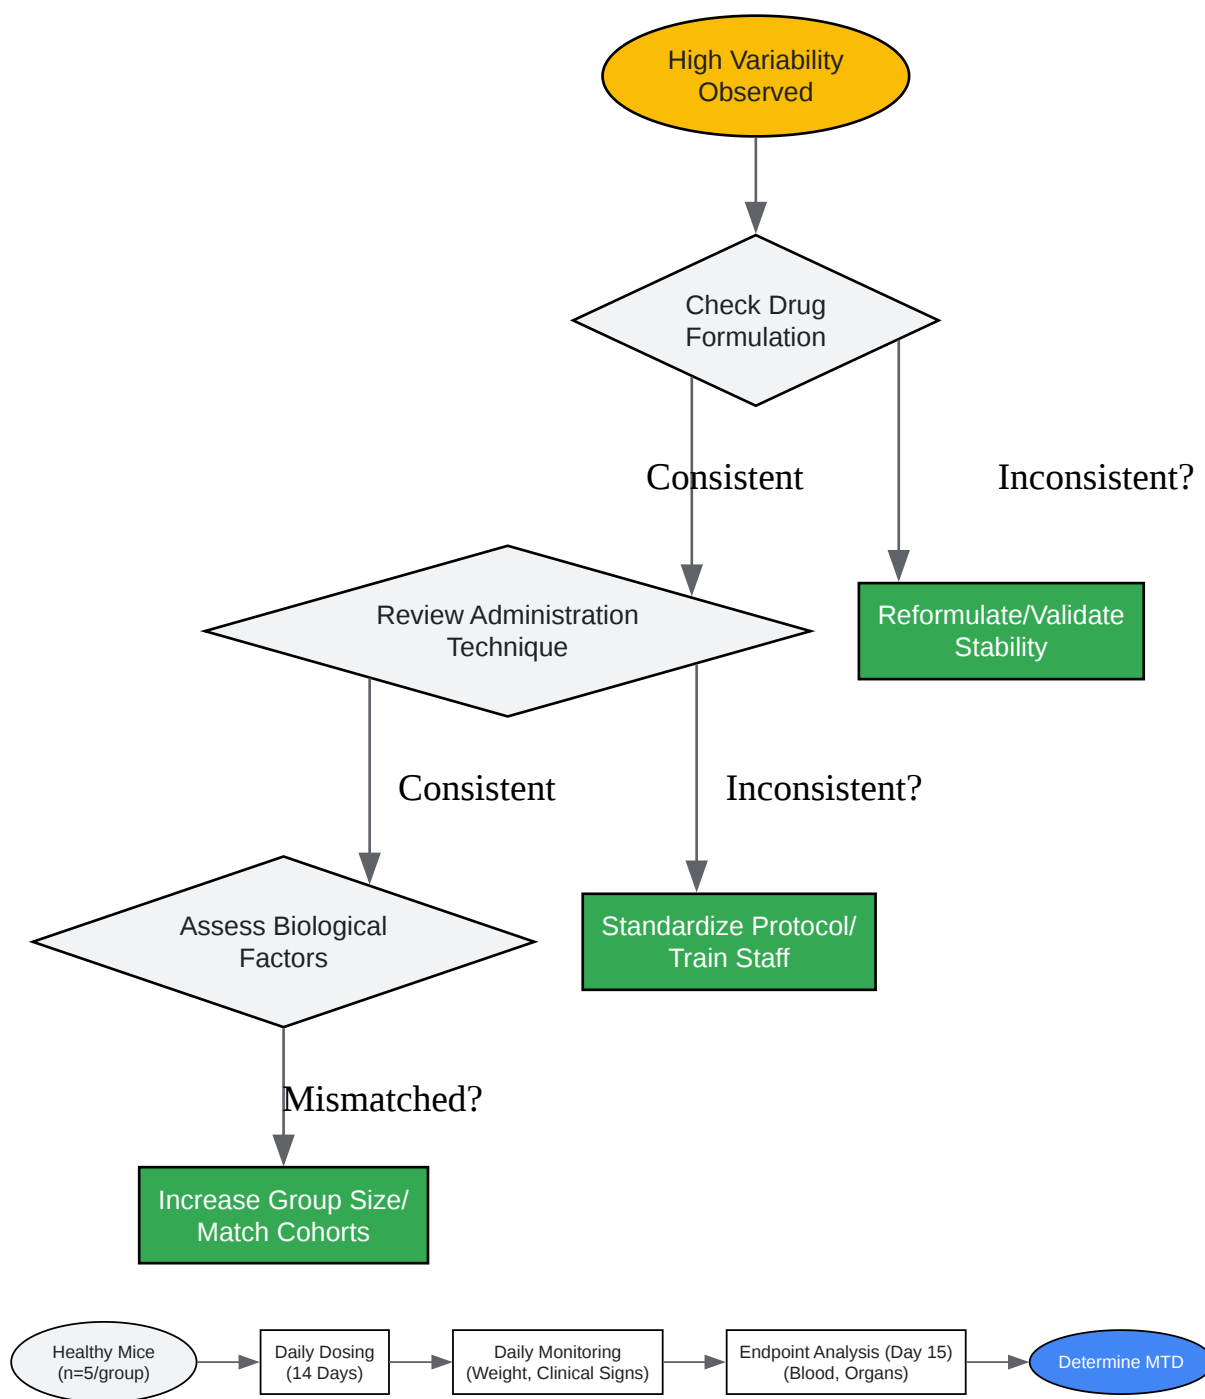 High Variability
Observed
Check Drug
Formulation
Consistent
Inconsistent?
Review Administration
Technique
Reformulate/Validate
Stability
Consistent
Inconsistent?
Assess Biological
Factors
Standardize Protocol/
Train Staff
Mismatched?
Increase Group Size/
Match Cohorts
Healthy Mice
(n=5/group)
Daily Dosing
(14 Days)
Daily Monitoring
(Weight, Clinical Signs)
Endpoint Analysis (Day 15)
(Blood, Organs)
Determine MTD